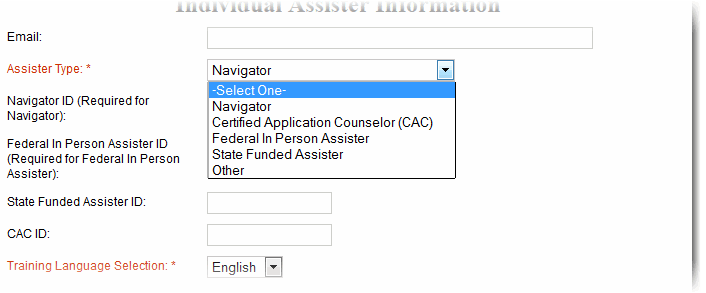 Individual Assister Information
Email:
Assister Type: *
Navigator
-Select One-
Navigator
Certified Application Counselor (CAC)
Federal In Person Assister
State Funded Assister
Other
Navigator ID (Required for
Navigator):
Federal In Person Assister ID
(Required for Federal In Person
Assister):
State Funded Assister ID:
CAC ID:
Training Language Selection: *
English